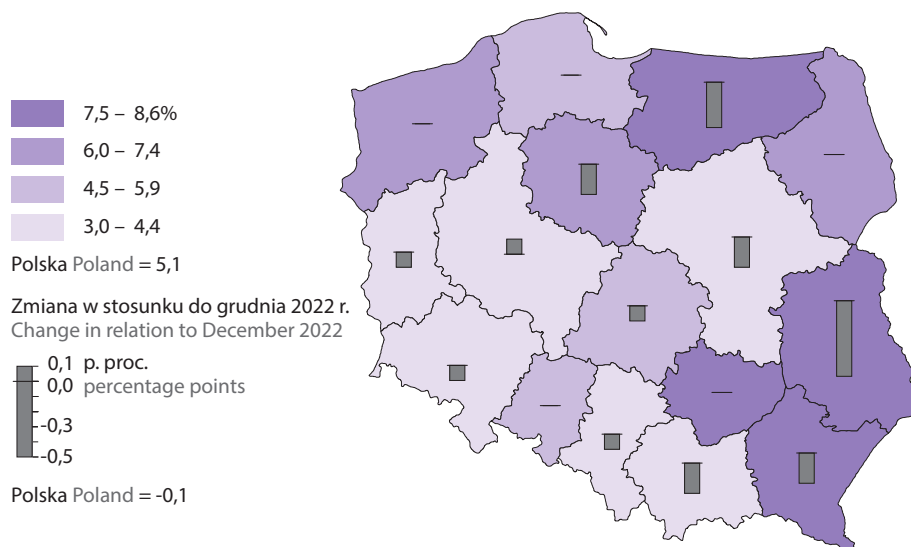 7,5 – 8,6%
6,0 – 7,4
4,5 – 5,9
3,0 – 4,4
Polska Poland = 5,1
Zmiana w stosunku do grudnia 2022 r.
Change in relation to December 2022
0,1 p. proc.
0,0 percentage points
-0,3
-0,5
Polska Poland = -0,1